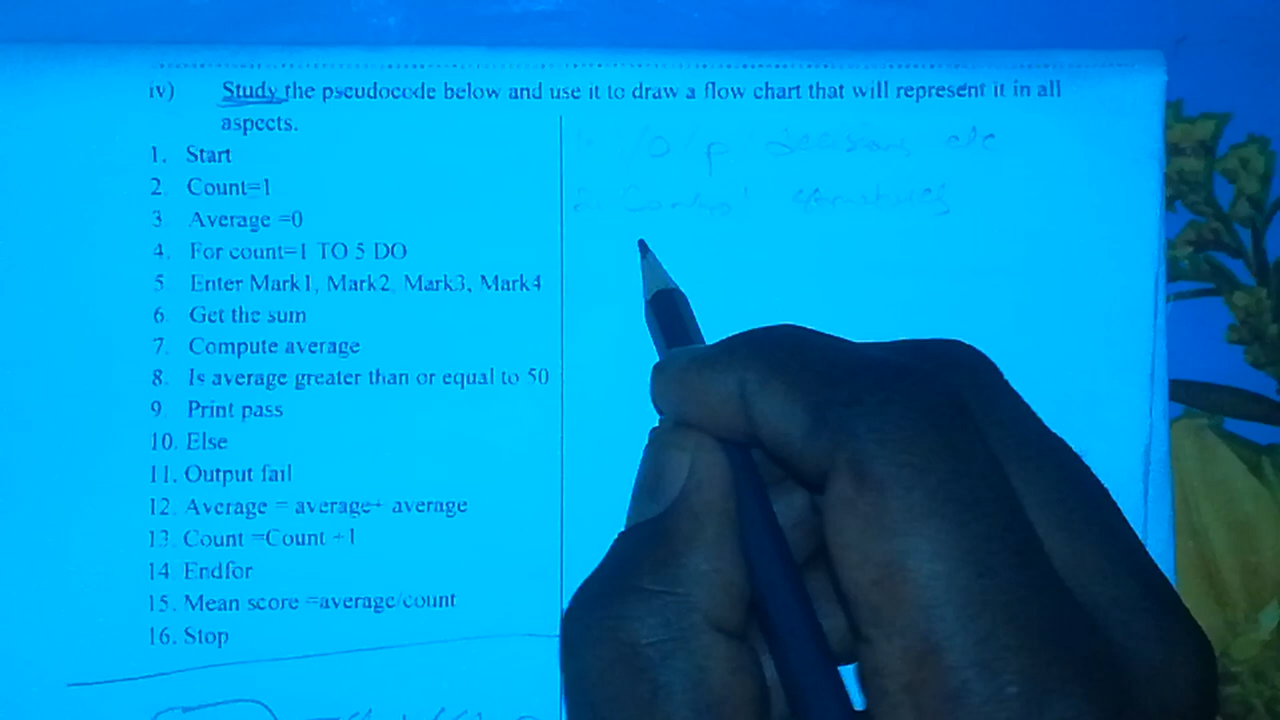 iv) Study the pseudocode below and use it to draw a flow chart that will represent it in all
aspects.
1. Start
2. Count=1
3. Average =0
4. For count=1 TO 5 DO
5. Enter Mark1, Mark2, Mark3, Mark4
6. Get the sum
7. Compute average
8. Is average greater than or equal to 50
9. Print pass
10. Else
11. Output fail
12. Average = average+ average
13. Count =Count +1
14. Endfor
15. Mean score =average/count
16. Stop
decision, etc